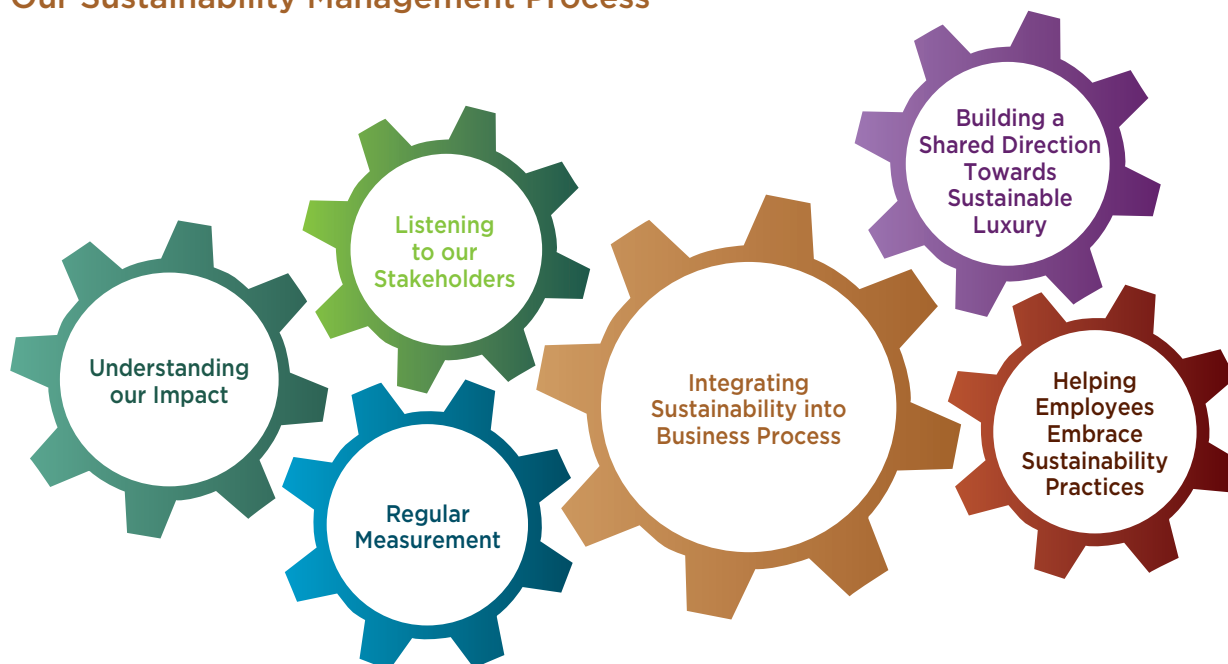 Our Sustainability Management Process
Understanding
our Impact
Listening
to our
Stakeholders
Regular
Measurement
Integrating
Sustainability into
Business Process
Building a
Shared Direction
Towards
Sustainable
Luxury
Helping
Employees
Embrace
Sustainability
Practices